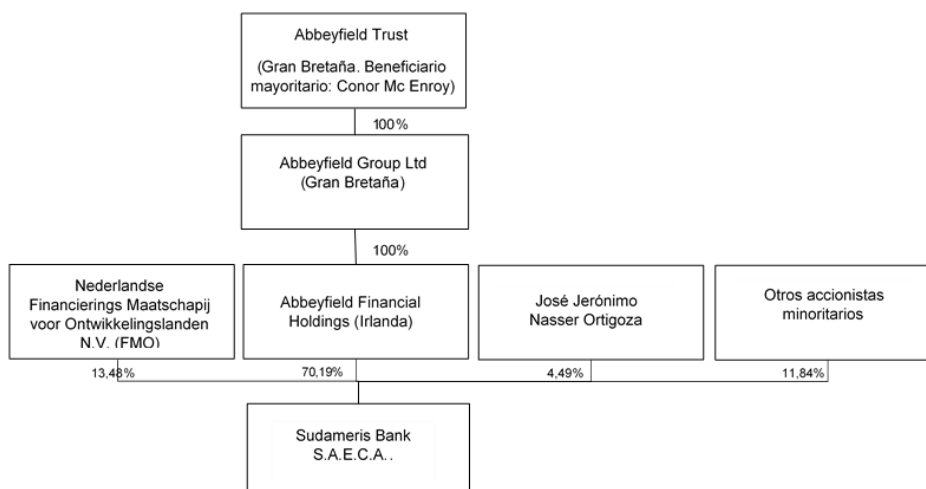 Abbeyfield Trust
(Gran Bretaña. Beneficiario
mayoritario: Conor Mc Enroy)
100%
Abbeyfield Group Ltd
(Gran Bretaña)
100%
Nederlandse
Financierings Maatschapij
voor Ontwikkelingslanden
N.V. (FMO)
Abbeyfield Financial
Holdings (Irlanda)
José Jerónimo
Nasser Ortigoza
Otros accionistas
minoritarios
13,48%
70,19%
4,49%
11,84%
Sudameris Bank
S.A.E.C.A..